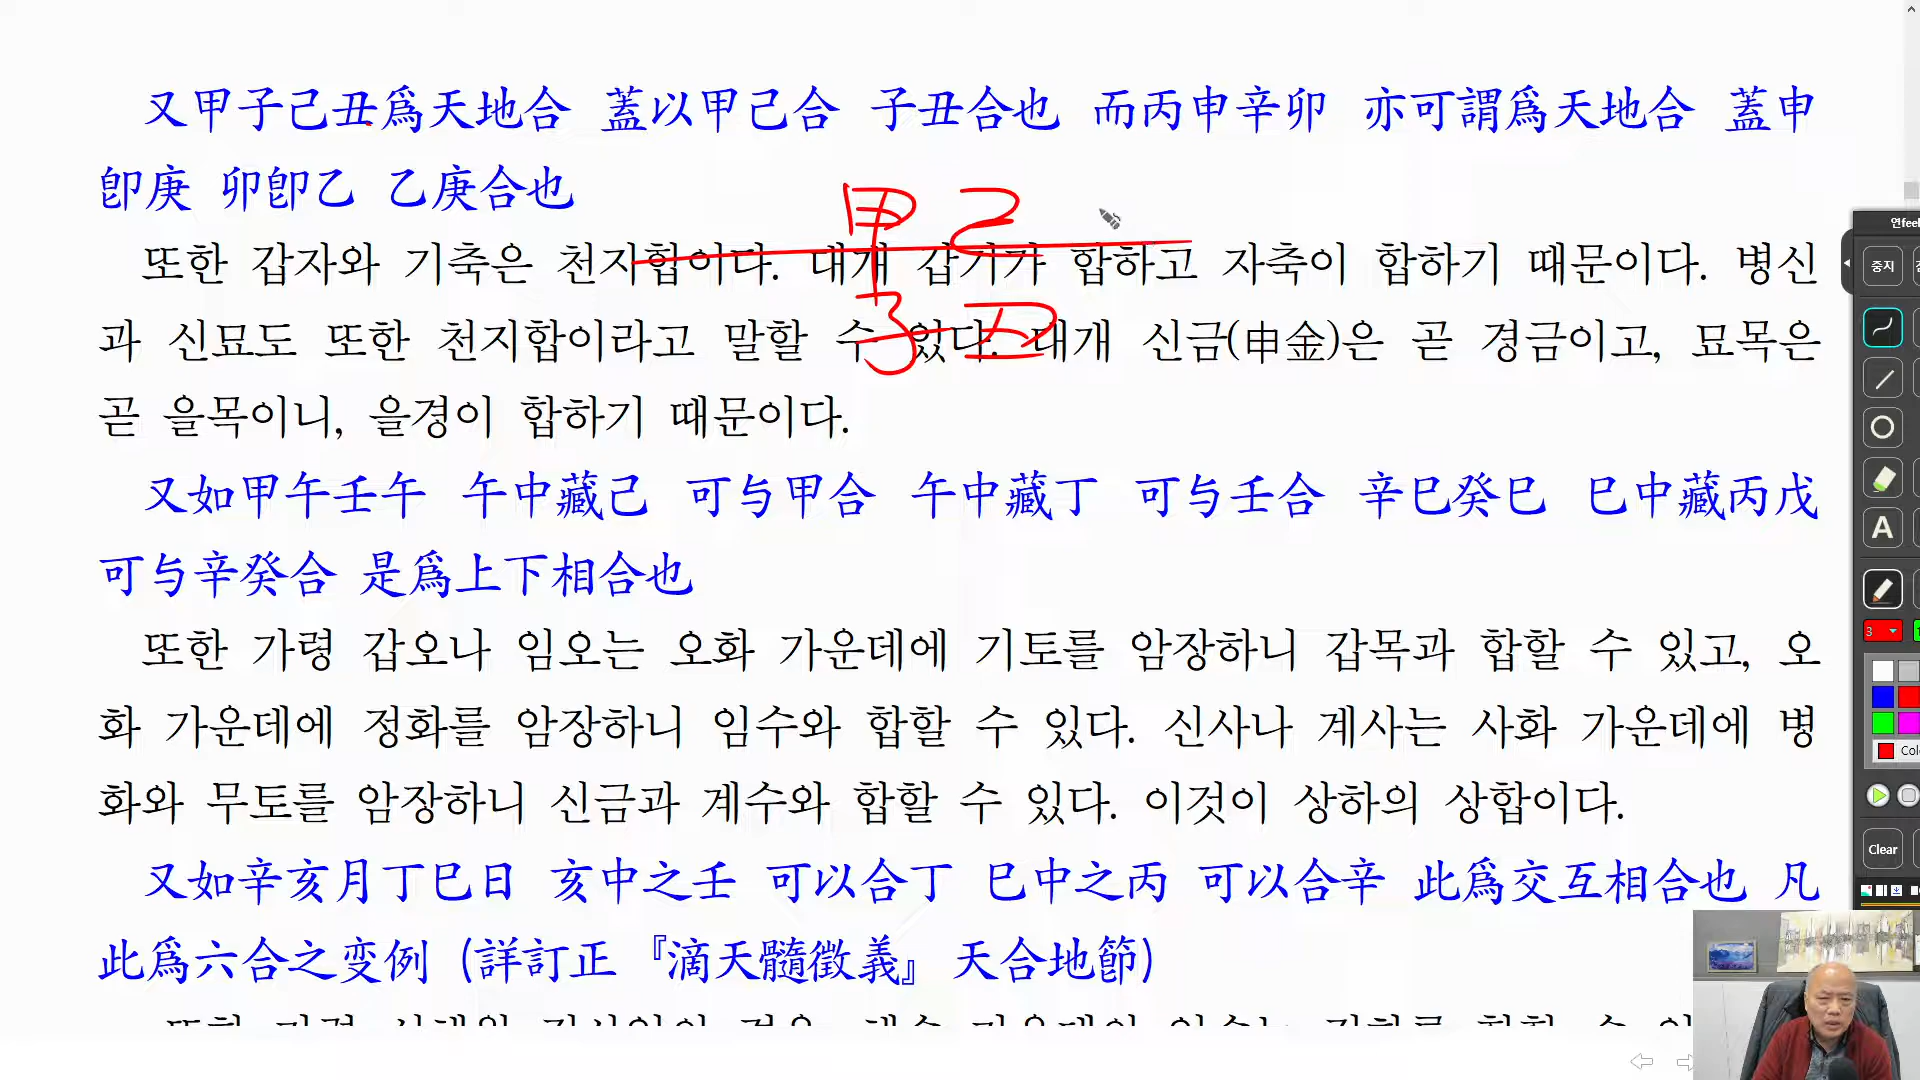 又甲子己丑爲天地合 蓋以甲己合 子丑合也 而丙申辛卯 亦可謂爲天地合 蓋申
卽庚 卯卽乙 乙庚合也
甲 己
또한 갑자와 기축은 천지합이다. 대개 갑기가 합하고 자축이 합하기 때문이다. 병신
子 丑
과 신묘도 또한 천지합이라고 말할 수 있다. 대개 신금(申金)은 곧 경금이고, 묘목은
곧 을목이니, 을경이 합하기 때문이다.
又如甲午壬午 午中藏己 可与甲合 午中藏丁 可与壬合 辛巳癸巳 巳中藏丙戊
可与辛癸合 是爲上下相合也
또한 가령 갑오나 임오는 오화 가운데에 기토를 암장하니 갑목과 합할 수 있고, 오
화 가운데에 정화를 암장하니 임수와 합할 수 있다. 신사나 계사는 사화 가운데에 병
화와 무토를 암장하니 신금과 계수와 합할 수 있다. 이것이 상하의 상합이다.
又如辛亥月丁巳日 亥中之壬 可以合丁 巳中之丙 可以合辛 此爲交互相合也 凡
此爲六合之变例 (詳訂正『滴天髓徵義』天合地節)
연feel
중지
A
3
Clear